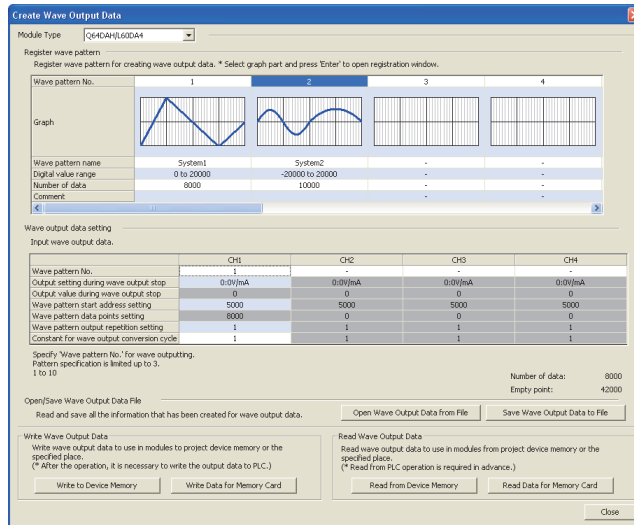 Create Wave Output Data
Module Type Q64DAH/L60DA4
Register wave pattern
Register wave pattern for creating wave output data. * Select graph part and press 'Enter' to open registration window.
Wave pattern No. 1 2 3 4
Graph
Wave pattern name System1 System2 - -
Digital value range 0 to 20000 -20000 to 20000 - -
Number of data 8000 10000 - -
Comment - -
Wave output data setting
Input wave output data.
CH1 CH2 CH3 CH4
Wave pattern No. 1 - - -
Output setting during wave output stop 0:0V/mA 0:0V/mA 0:0V/mA 0:0V/mA
Output value during wave output stop 0 0 0 0
Wave pattern start address setting 5000 5000 5000 5000
Wave pattern data points setting 8000 0 0 0
Wave pattern output repetition setting 1 1 1 1
Constant for wave output conversion cycle 1 1 1 1
Specify 'Wave pattern No.' for wave outputting.
Pattern specification is limited up to 3.
1 to 10
Number of data: 8000
Empty point: 42000
Open/Save Wave Output Data File
Read and save all the information that has been created for wave output data. Open Wave Output Data from File Save Wave Output Data to File
Write Wave Output Data
Write wave output data to use in modules to project device memory or the
specified place.
(* After the operation, it is necessary to write the output data to PLC.)
Write to Device Memory Write Data for Memory Card
Read Wave Output Data
Read wave output data to use in modules from project device memory or the
specified place.
(* Read from PLC operation is required in advance.)
Read from Device Memory Read Data for Memory Card
Close